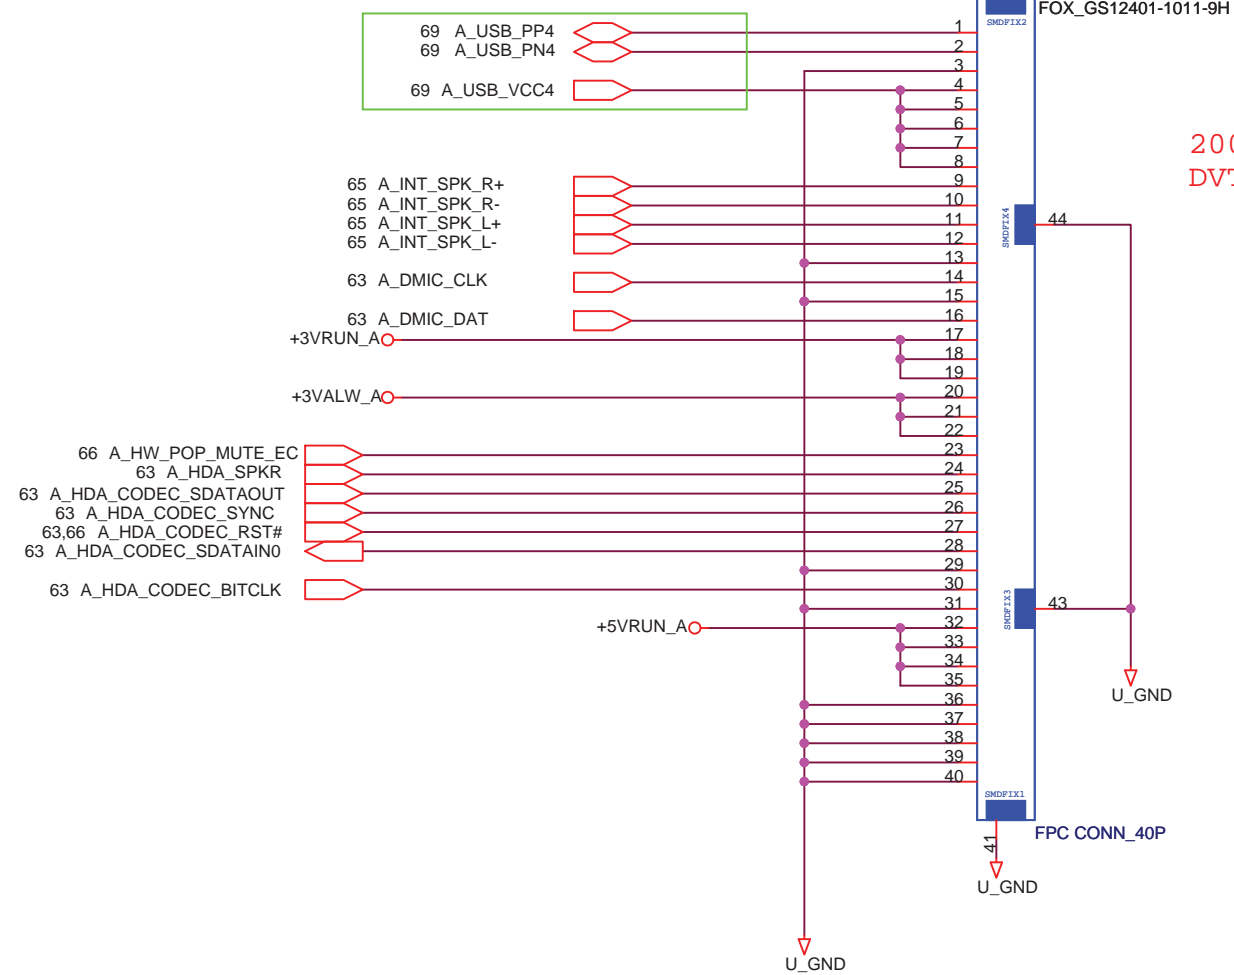 FOX_GS12401-1011-9H
SMDFIX2
69 A_USB_PP4 1
69 A_USB_PN4 2
3
69 A_USB_VCC4 4
5
6
7
8
65 A_INT_SPK_R+ 9
65 A_INT_SPK_R- 10
65 A_INT_SPK_L+ 11
65 A_INT_SPK_L- 12
13
63 A_DMIC_CLK 14
15
63 A_DMIC_DAT 16
+3VRUN_A 17
18
19
+3VALW_A 20
21
22
66 A_HW_POP_MUTE_EC 23
63 A_HDA_SPKR 24
63 A_HDA_CODEC_SDATAOUT 25
63 A_HDA_CODEC_SYNC 26
63,66 A_HDA_CODEC_RST# 27
63 A_HDA_CODEC_SDATAIN0 28
29
63 A_HDA_CODEC_BITCLK 30
31
+5VRUN_A 32
33
34
35
36
37
38
39
40
SMDFIX4
44
SMDFIX3
43
U_GND
SMDFIX1
FPC CONN_40P
41
U_GND
U_GND
200
DVT